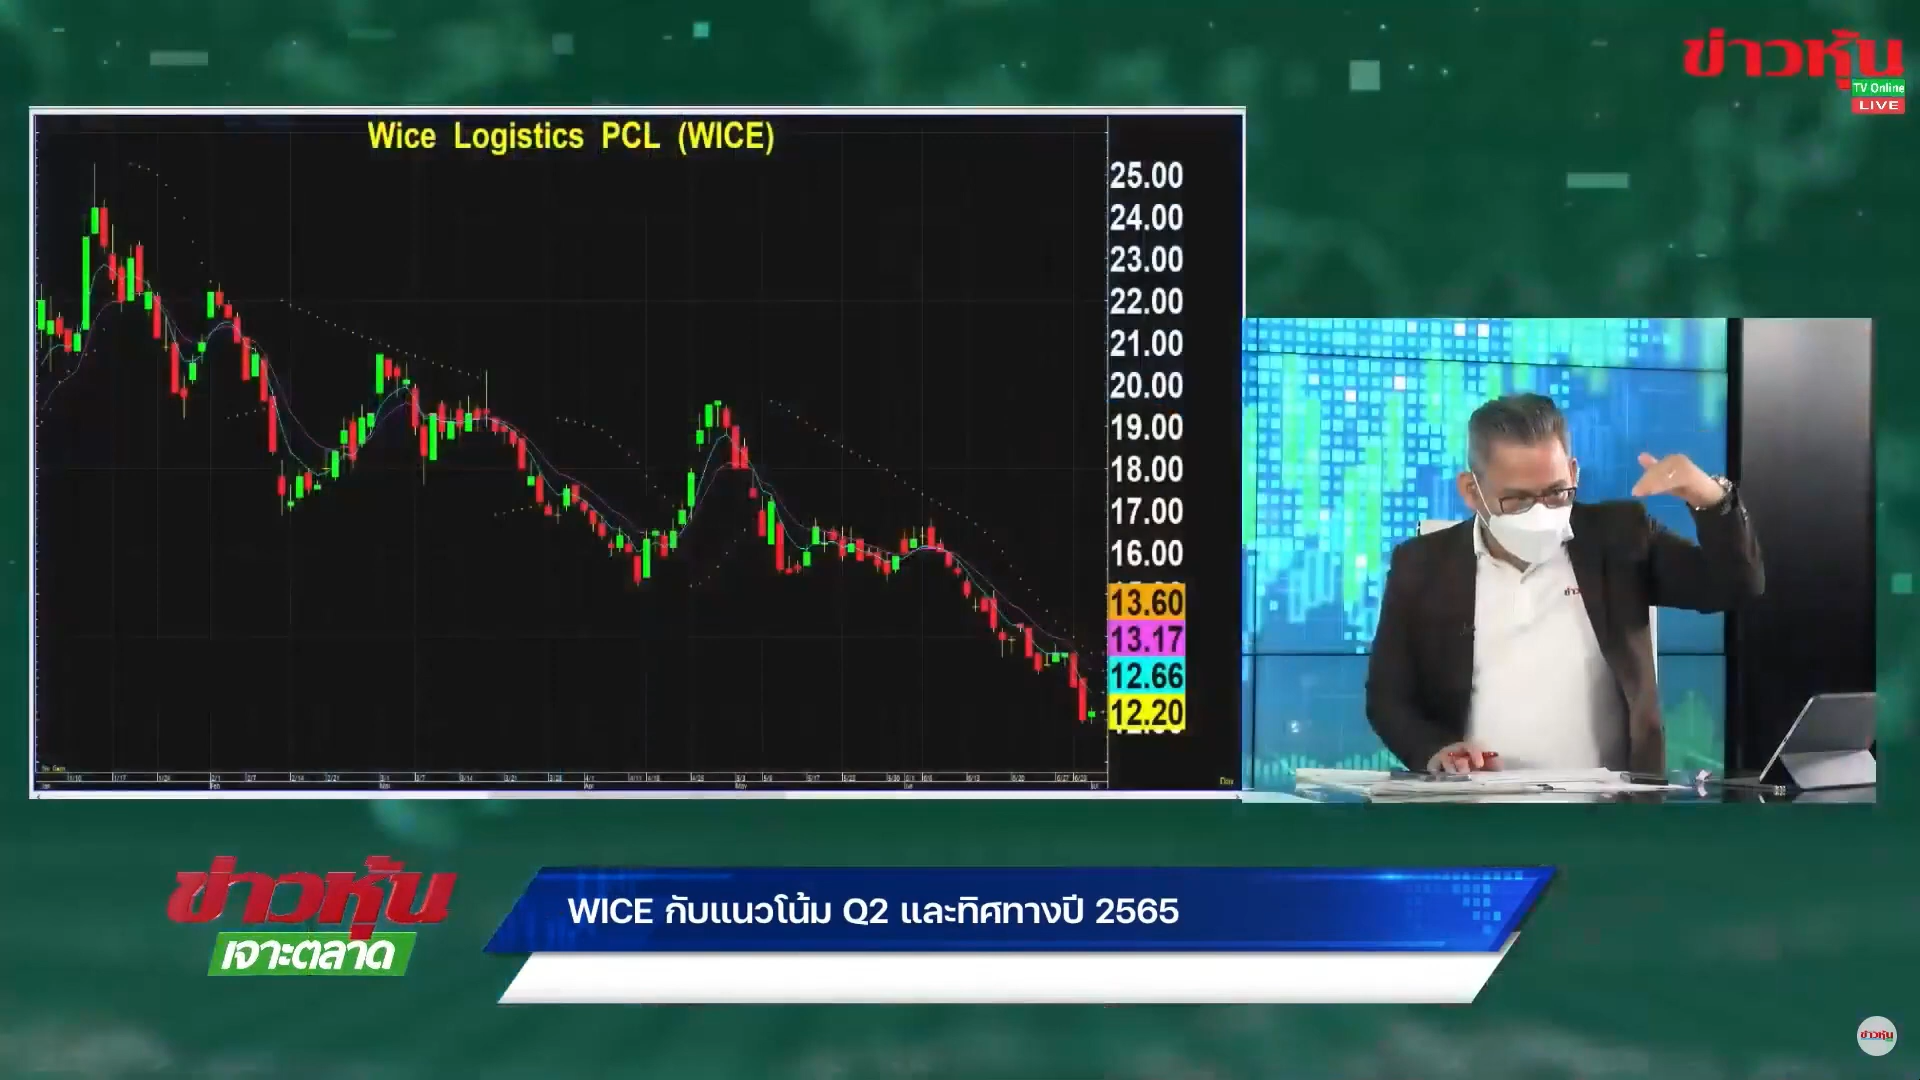 ข่าวหุ้น
TV Online
LIVE
Wice Logistics PCL (WICE)
25.00
24.00
23.00
22.00
21.00
20.00
19.00
18.00
17.00
16.00
13.60
13.17
12.66
12.20
ข่าวหุ้น
เจาะตลาด
WICE กับแนวโน้ม Q2 และทิศทางปี 2565
ข่าวหุ้น